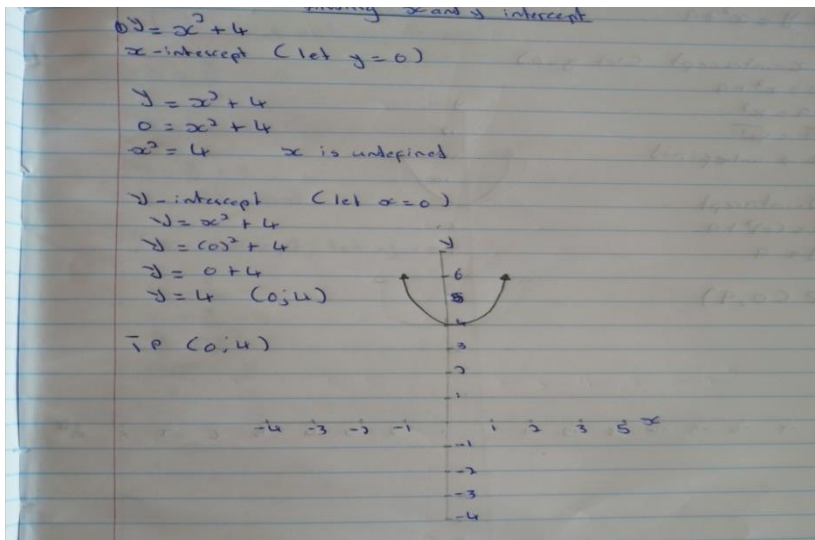 Finding x and y intercept
① y = x² + 4
x-intercept (let y = 0)
y = x² + 4
0 = x² + 4
x² = 4 x is undefined
y-intercept (let x = 0)
y = x² + 4
y = (0)² + 4
y = 0 + 4
y = 4 (0;4)
TP (0;4)
y
6
5
4
3
2
1
-4 -3 -2 -1 1 2 3 5 x
-1
-2
-3
-4